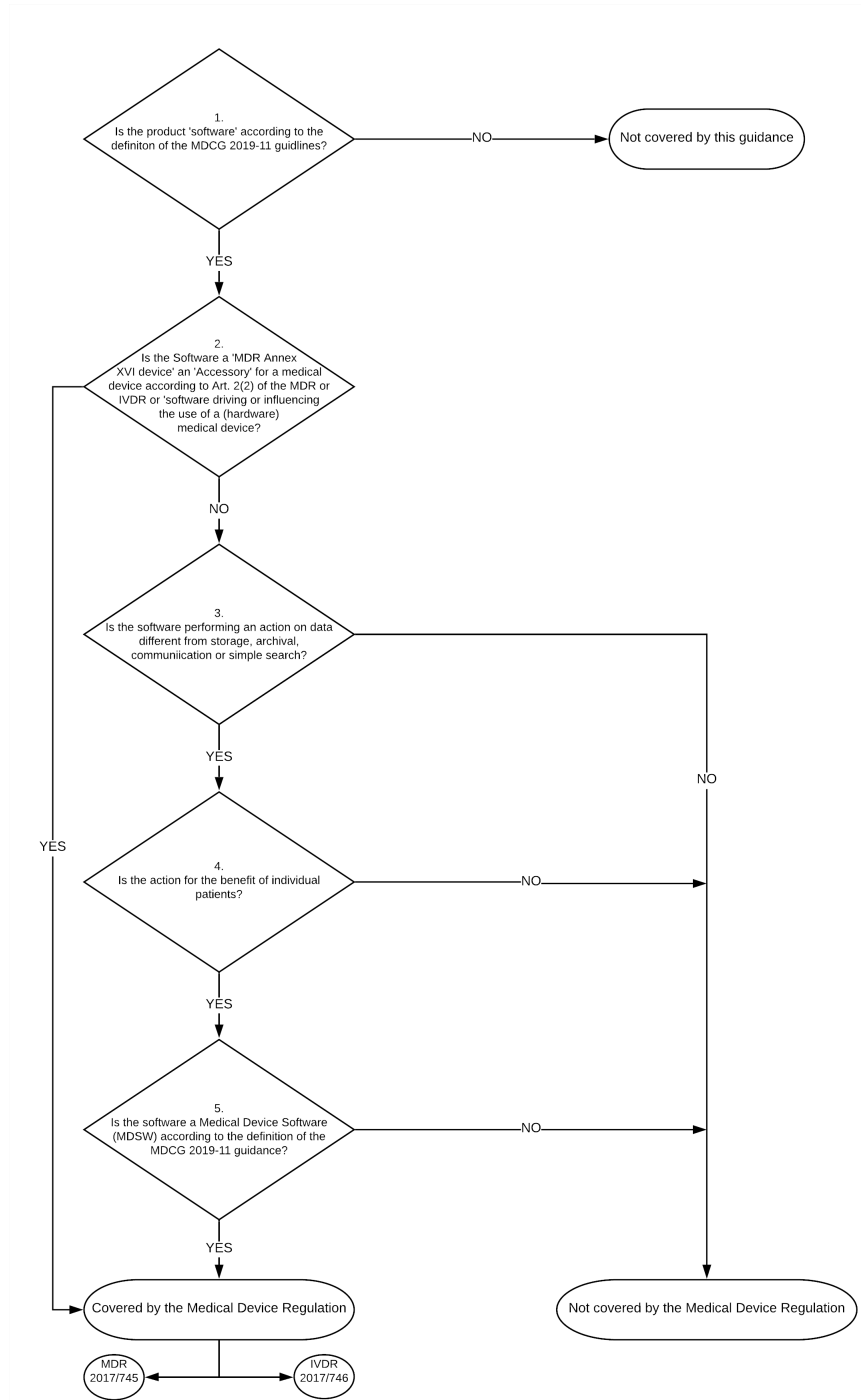 1.
Is the product 'software' according to the
definiton of the MDCG 2019-11 guidlines?
NO
Not covered by this guidance
YES
2.
Is the Software a 'MDR Annex
XVI device' an 'Accessory' for a medical
device according to Art. 2(2) of the MDR or
IVDR or 'software driving or influencing
the use of a (hardware)
medical device?
NO
3.
Is the software performing an action on data
different from storage, archival,
communiication or simple search?
YES
NO
YES
4.
Is the action for the benefit of individual
patients?
NO
YES
5.
Is the software a Medical Device Software
(MDSW) according to the definition of the
MDCG 2019-11 guidance?
NO
YES
Covered by the Medical Device Regulation
Not covered by the Medical Device Regulation
MDR
2017/745
IVDR
2017/746